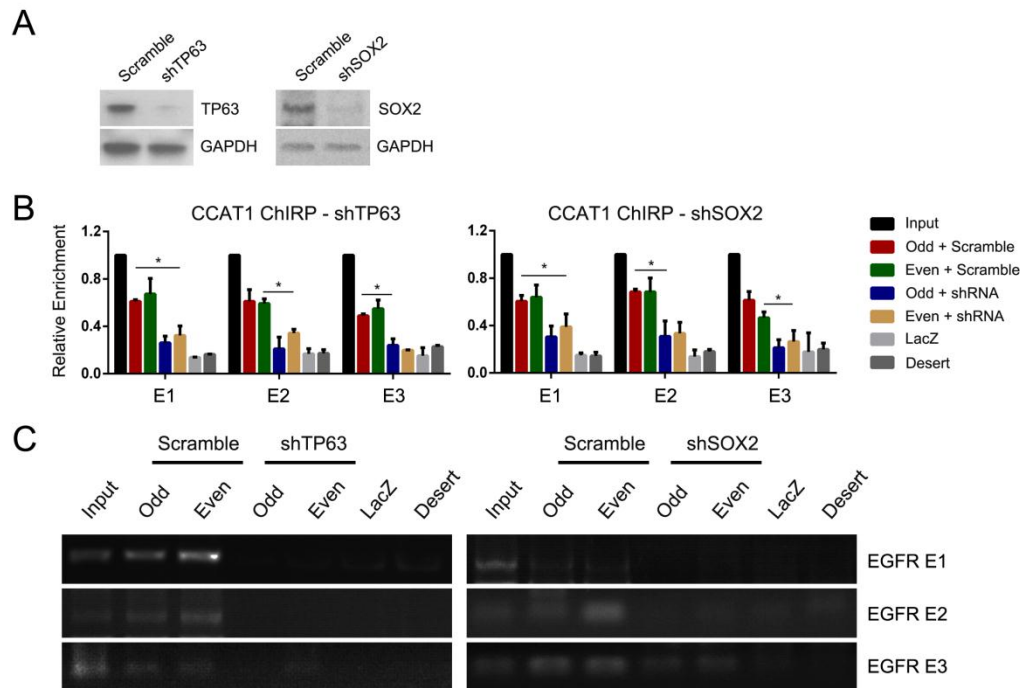 A
Scramble
shTP63
Scramble
shSOX2
TP63
SOX2
GAPDH
GAPDH
B
CCAT1 ChIRP - shTP63
CCAT1 ChIRP - shSOX2
Relative Enrichment
1.2
0.8
0.4
0.0
E1
E2
E3
1.2
0.8
0.4
0.0
E1
E2
E3
*
*
*
*
*
*
Input
Odd + Scramble
Even + Scramble
Odd + shRNA
Even + shRNA
LacZ
Desert
C
Scramble
shTP63
Scramble
shSOX2
Input
Odd
Even
Odd
Even
LacZ
Desert
Input
Odd
Even
Odd
Even
LacZ
Desert
EGFR E1
EGFR E2
EGFR E3